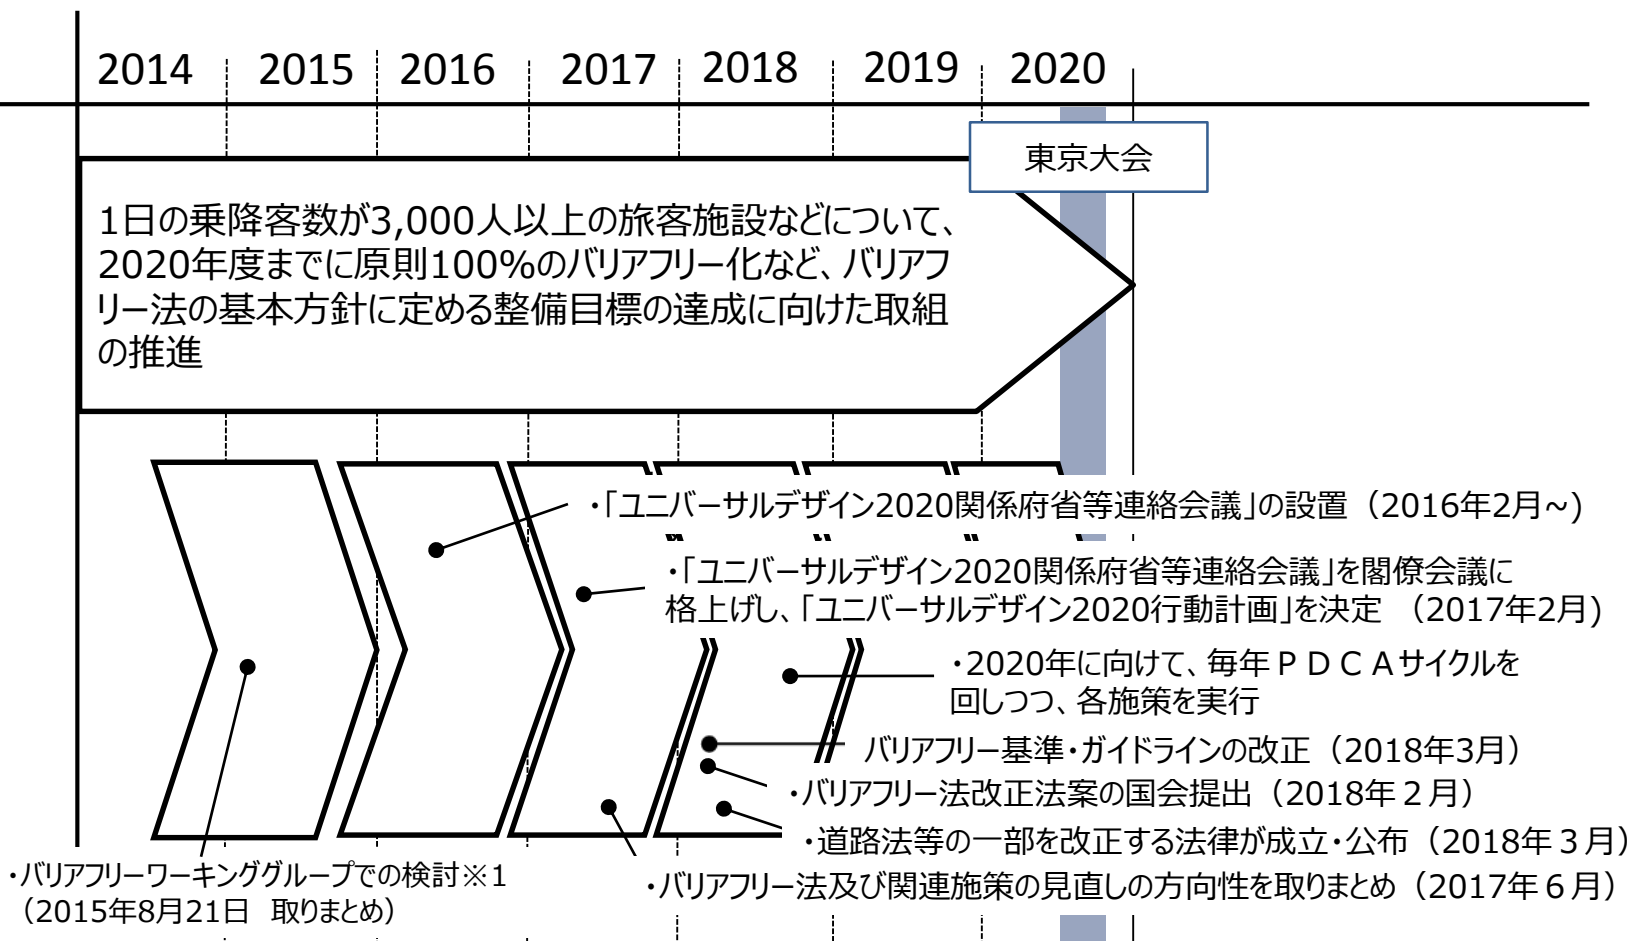 2014 2015 2016 2017 2018 2019 2020
東京大会
1日の乗降客数が3,000人以上の旅客施設などについて、
2020年度までに原則100%のバリアフリー化など、バリアフ
リー法の基本方針に定める整備目標の達成に向けた取組
の推進
・「ユニバーサルデザイン2020関係府省等連絡会議」の設置（2016年2月~)
・「ユニバーサルデザイン2020関係府省等連絡会議」を閣僚会議に
格上げし、「ユニバーサルデザイン2020行動計画」を決定　（2017年2月)
・2020年に向けて、毎年ＰＤＣＡサイクルを
回しつつ、各施策を実行
バリアフリー基準・ガイドラインの改正（2018年3月）
・バリアフリー法改正法案の国会提出（2018年２月）
・道路法等の一部を改正する法律が成立・公布（2018年３月）
・バリアフリー法及び関連施策の見直しの方向性を取りまとめ（2017年６月）
・バリアフリーワーキンググループでの検討※1
（2015年8月21日　取りまとめ）